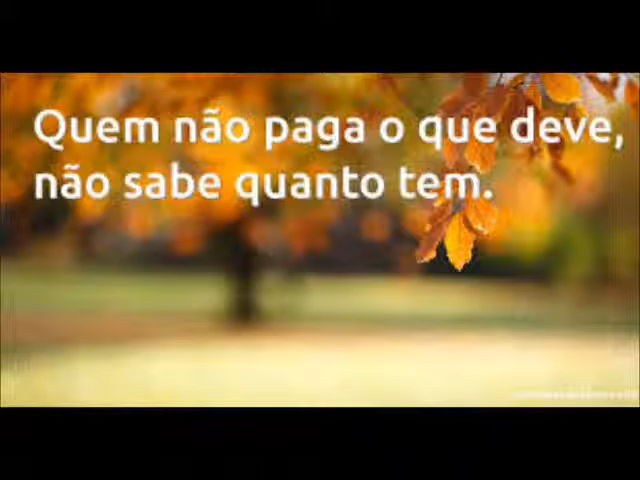 Quem não paga o que deve,
não sabe quanto tem.